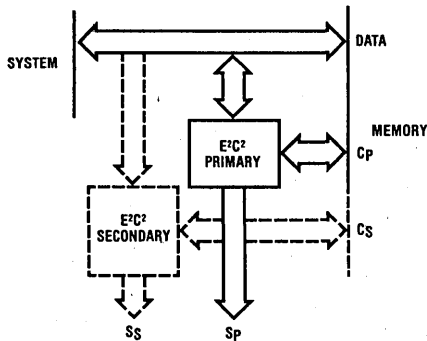 SYSTEM
DATA
E²C²
PRIMARY
MEMORY
Cₚ
E²C²
SECONDARY
Cₛ
Sₛ
Sₚ